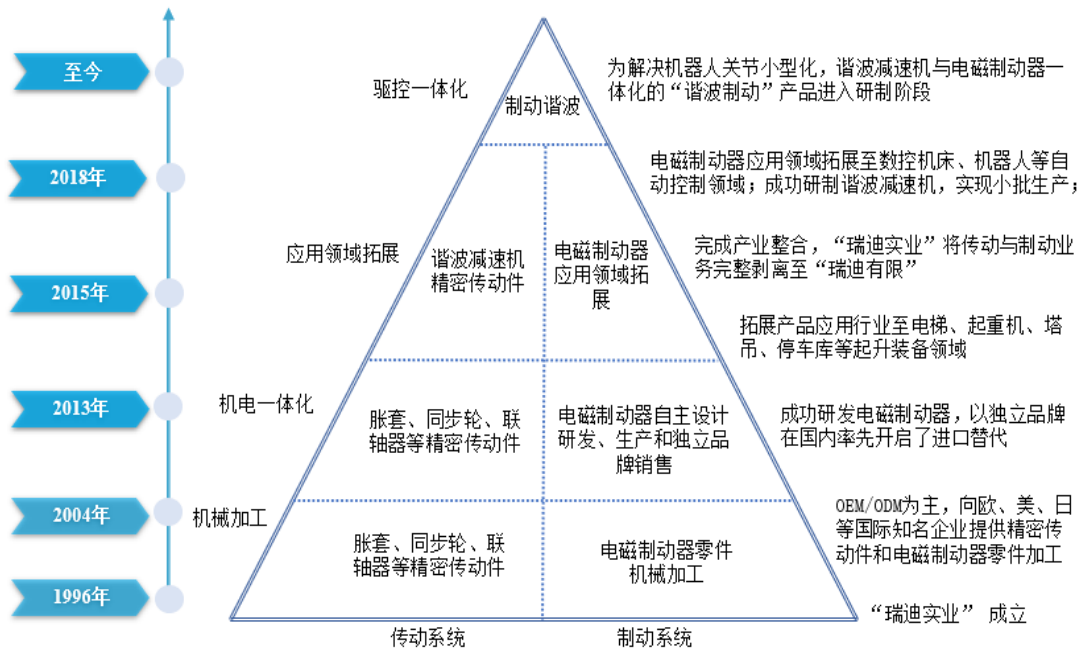 至今
驱控一体化
制动谐波
为解决机器人关节小型化，谐波减速机与电磁制动器一
体化的“谐波制动”产品进入研制阶段
2018年
电磁制动器应用领域拓展至数控机床、机器人等自
动控制领域；成功研制谐波减速机，实现小批生产；
应用领域拓展
谐波减速机
精密传动件
电磁制动器
应用领域拓
展
完成产业整合，“瑞迪实业”将传动与制动业
务完整剥离至“瑞迪有限”
2015年
拓展产品应用行业至电梯、起重机、塔
吊、停车库等起升装备领域
2013年
机电一体化
胀套、同步轮、联
轴器等精密传动件
电磁制动器自主设计
研发、生产和独立品
牌销售
成功研发电磁制动器，以独立品牌
在国内率先开启了进口替代
2004年
机械加工
胀套、同步轮、联
轴器等精密传动件
电磁制动器零件
机械加工
OEM/ODM为主，向欧、美、日
等国际知名企业提供精密传
动件和电磁制动器零件加工
1996年
“瑞迪实业” 成立
传动系统
制动系统